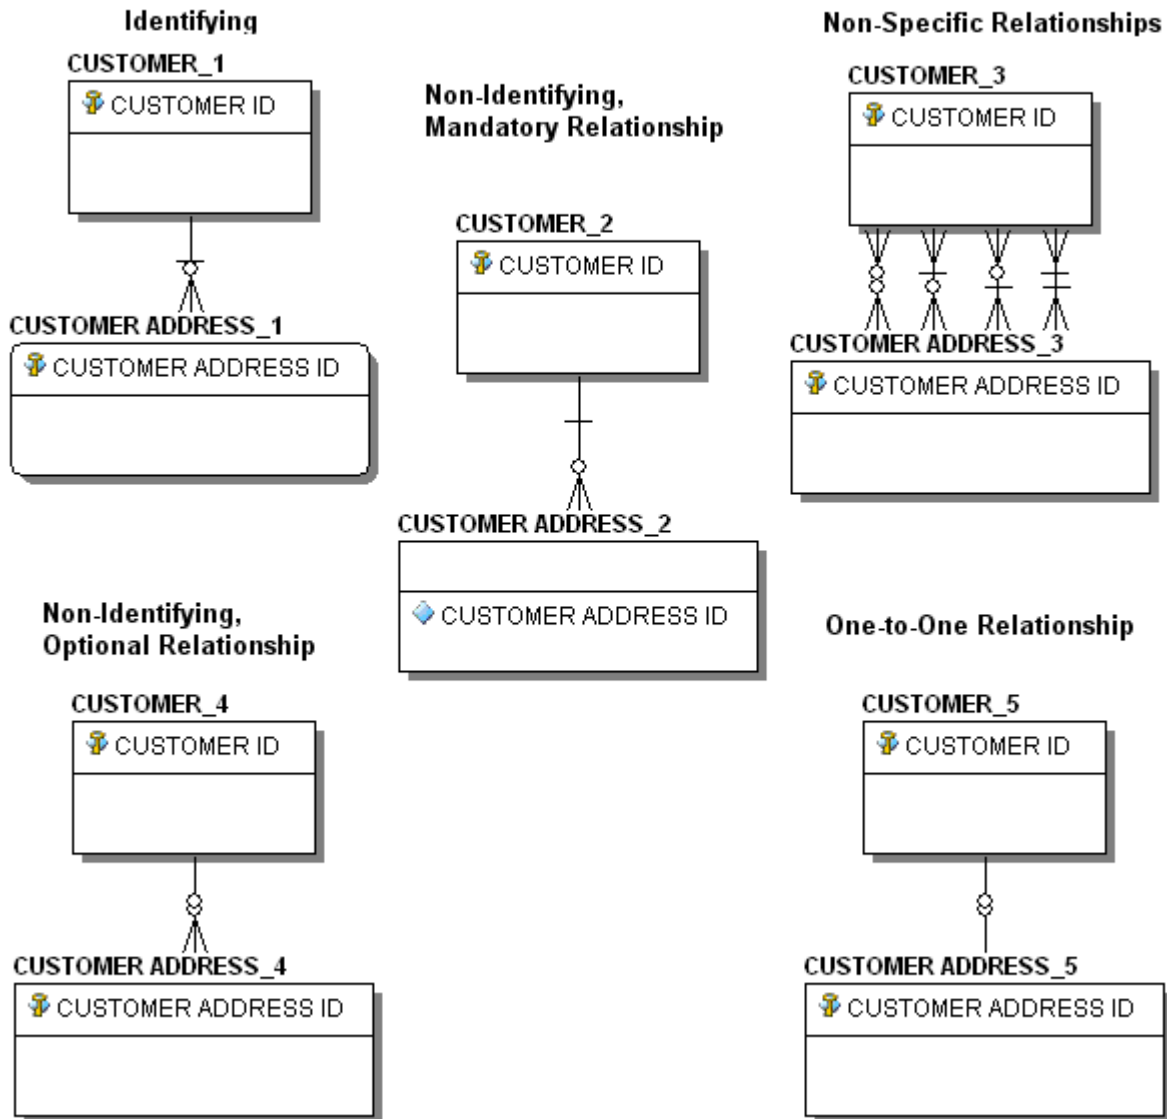 Identifying
CUSTOMER_1
CUSTOMER ID
CUSTOMER ADDRESS_1
CUSTOMER ADDRESS ID
Non-Identifying,
Mandatory Relationship
CUSTOMER_2
CUSTOMER ID
CUSTOMER ADDRESS_2
CUSTOMER ADDRESS ID
Non-Specific Relationships
CUSTOMER_3
CUSTOMER ID
CUSTOMER ADDRESS_3
CUSTOMER ADDRESS ID
Non-Identifying,
Optional Relationship
CUSTOMER_4
CUSTOMER ID
CUSTOMER ADDRESS_4
CUSTOMER ADDRESS ID
One-to-One Relationship
CUSTOMER_5
CUSTOMER ID
CUSTOMER ADDRESS_5
CUSTOMER ADDRESS ID